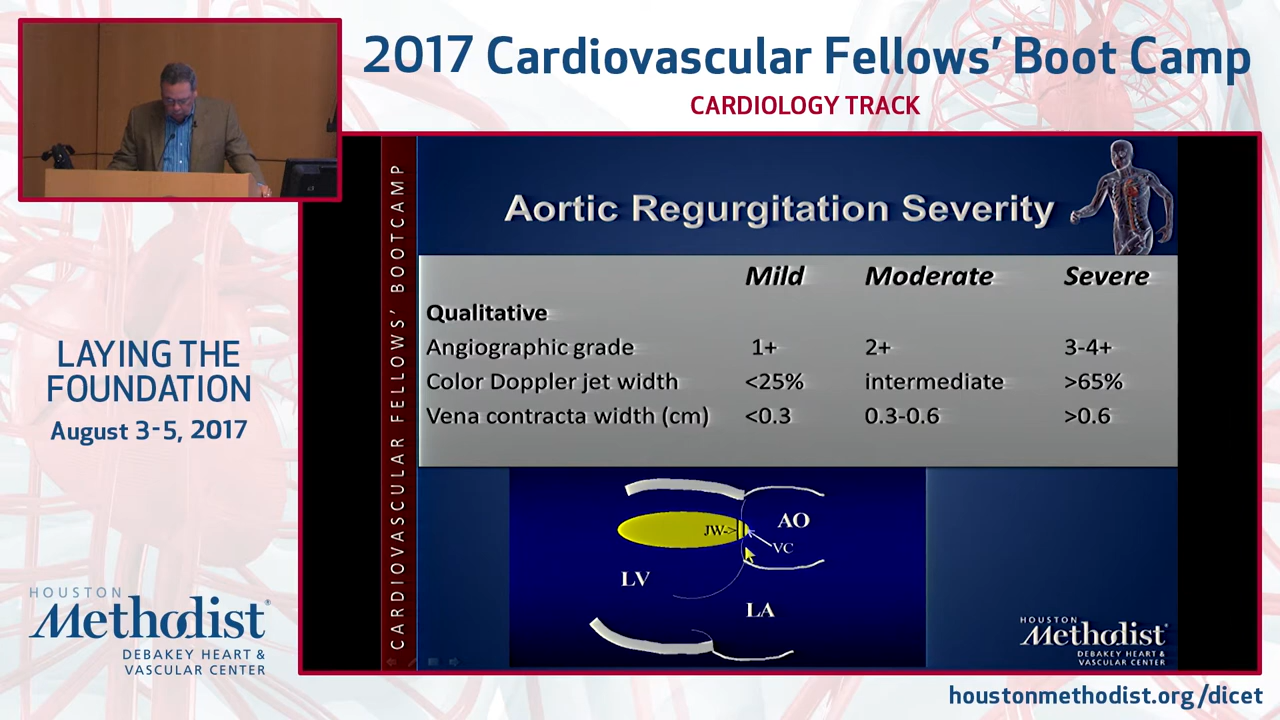 2017 Cardiovascular Fellows' Boot Camp
CARDIOLOGY TRACK
LAYING THE
FOUNDATION
August 3-5, 2017
HOUSTON
Methodist®
DEBAKEY HEART &
VASCULAR CENTER
CARDIOVASCULAR FELLOWS' BOOTCAMP
Aortic Regurgitation Severity
Mild Moderate Severe
Qualitative
Angiographic grade 1+ 2+ 3-4+
Color Doppler jet width <25% intermediate >65%
Vena contracta width (cm) <0.3 0.3-0.6 >0.6
AO
JW->
VC
LV
LA
HOUSTON
Methodist
DEBAKEY HEART &
VASCULAR CENTER
houstonmethodist.org/dicet